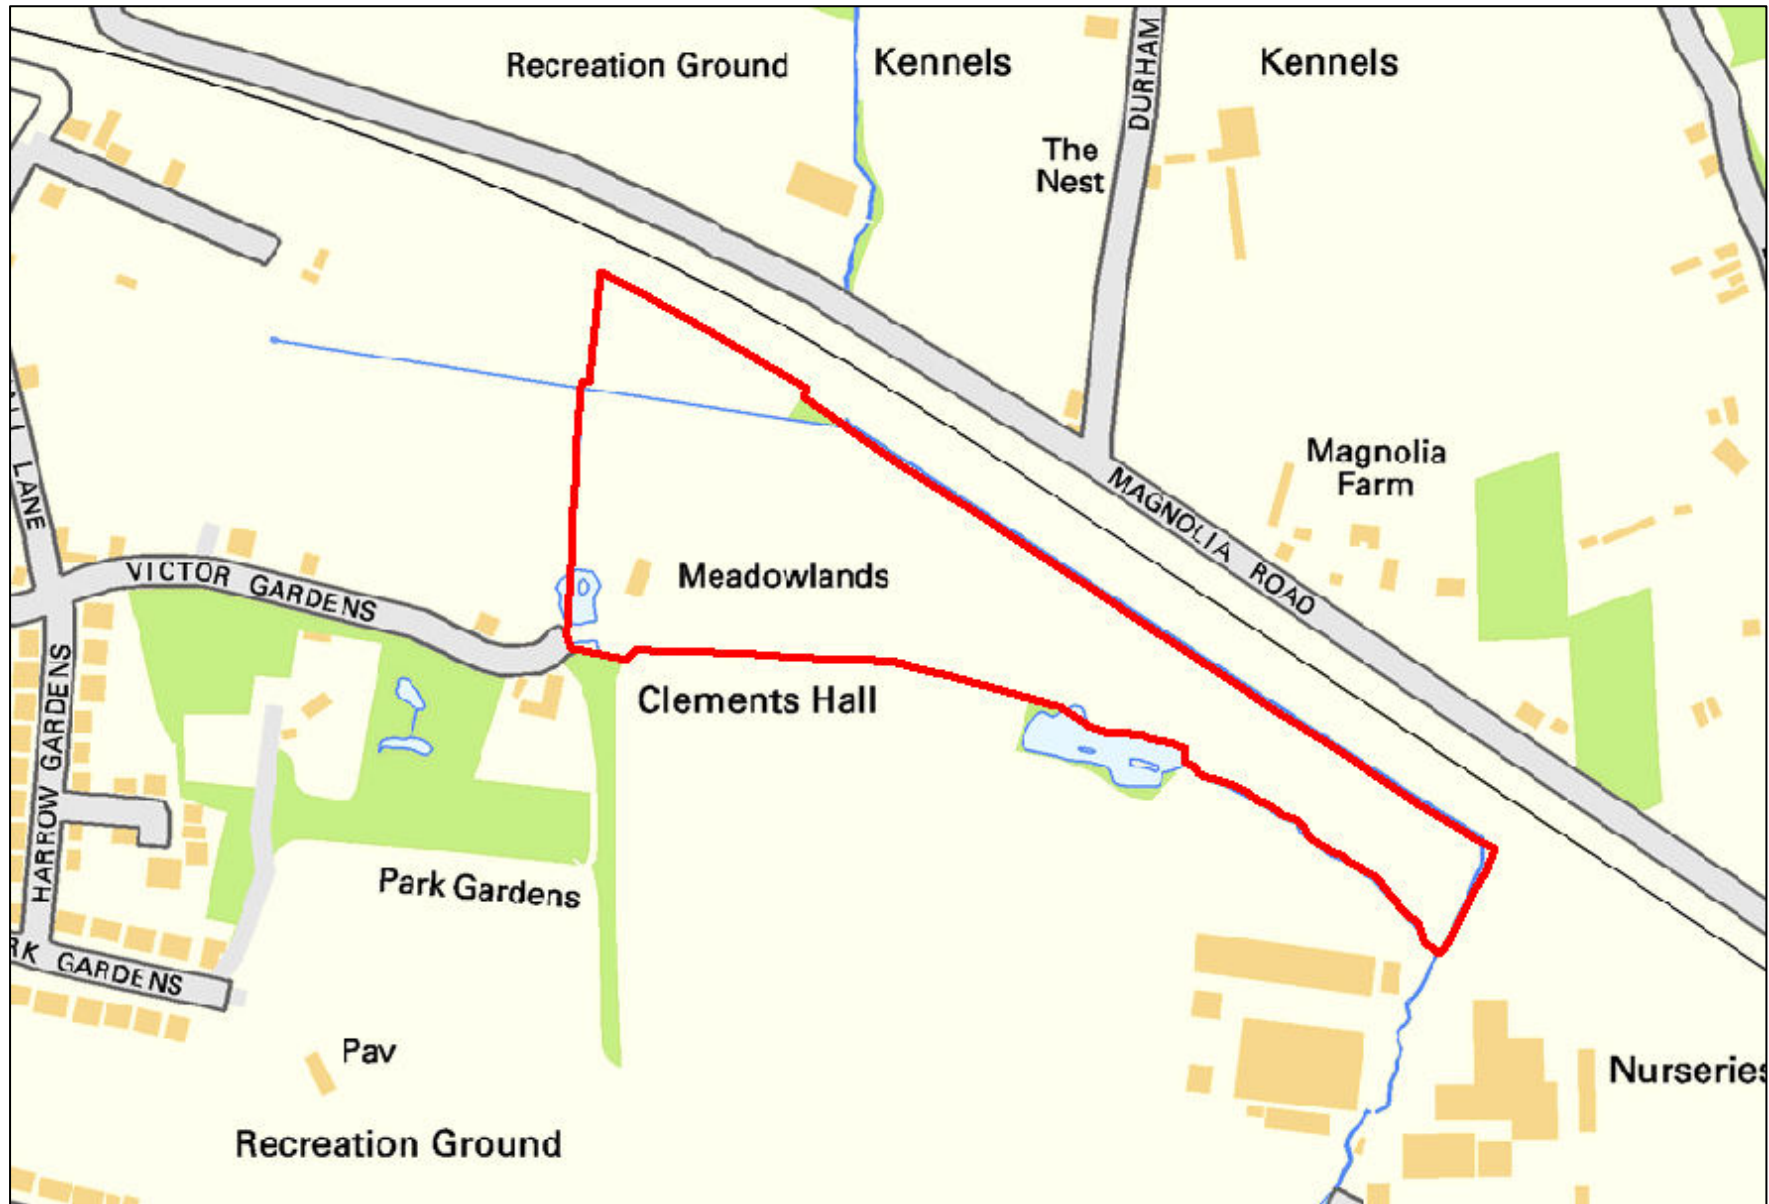 Recreation Ground
Kennels
DURHAM
Kennels
The
Nest
Magnolia
Farm
MAGNOLIA ROAD
LANE
VICTOR GARDENS
Meadowlands
Clements Hall
HARROW GARDENS
Park Gardens
RK GARDENS
Pav
Nurseries
Recreation Ground